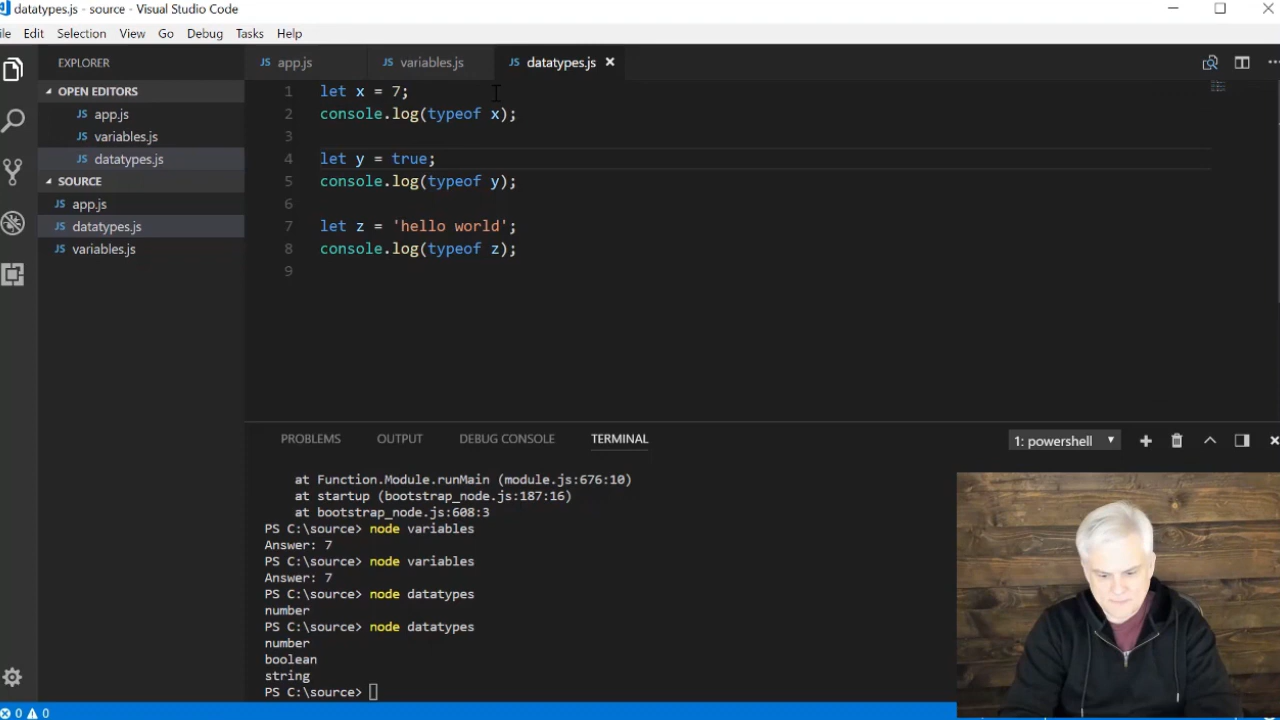 datatypes.js - source - Visual Studio Code
ile Edit Selection View Go Debug Tasks Help
EXPLORER
OPEN EDITORS
JS app.js
JS variables.js
JS datatypes.js
SOURCE
JS app.js
JS datatypes.js
JS variables.js
JS app.js JS variables.js JS datatypes.js
1 let x = 7;
2 console.log(typeof x);
3
4 let y = true;
5 console.log(typeof y);
6
7 let z = 'hello world';
8 console.log(typeof z);
9
PROBLEMS OUTPUT DEBUG CONSOLE TERMINAL 1: powershell
at Function.Module.runMain (module.js:676:10)
at startup (bootstrap_node.js:187:16)
at bootstrap_node.js:608:3
PS C:\source> node variables
Answer: 7
PS C:\source> node variables
Answer: 7
PS C:\source> node datatypes
number
PS C:\source> node datatypes
number
boolean
string
PS C:\source>
0 0